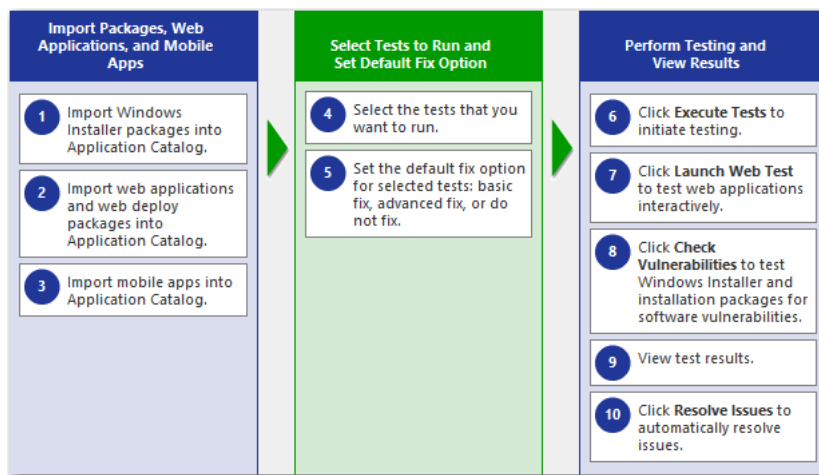 Import Packages, Web
Applications, and Mobile
Apps
1
Import Windows
Installer packages into
Application Catalog.
2
Import web applications
and web deploy
packages into
Application Catalog.
3
Import mobile apps into
Application Catalog.
Select Tests to Run and
Set Default Fix Option
4
Select the tests that you
want to run.
5
Set the default fix option
for selected tests: basic
fix, advanced fix, or do
not fix.
Perform Testing and
View Results
6
Click Execute Tests to
initiate testing.
7
Click Launch Web Test
to test web applications
interactively.
8
Click Check
Vulnerabilities to test
Windows Installer and
installation packages for
software vulnerabilities.
9
View test results.
10
Click Resolve Issues to
automatically resolve
issues.